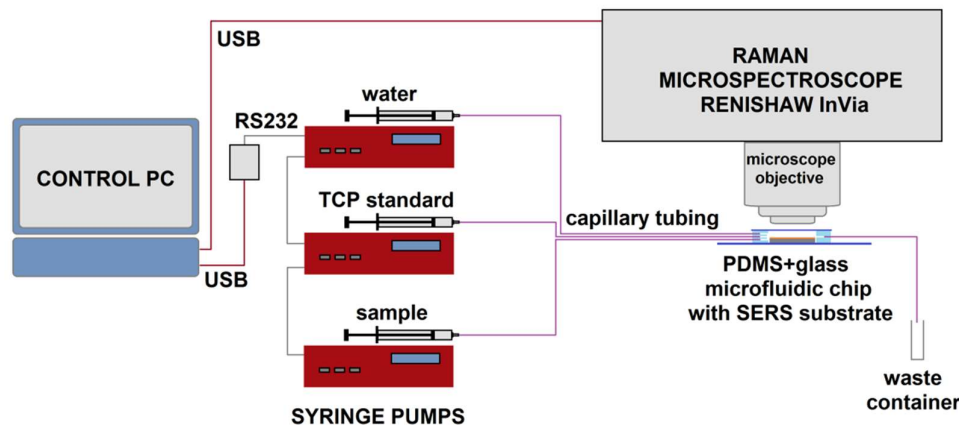 USB
RAMAN
MICROSPECTROSCOPE
RENISHAW InVia
water
RS232
microscope
objective
CONTROL PC
TCP standard
capillary tubing
USB
PDMS+glass
microfluidic chip
with SERS substrate
sample
waste
container
SYRINGE PUMPS